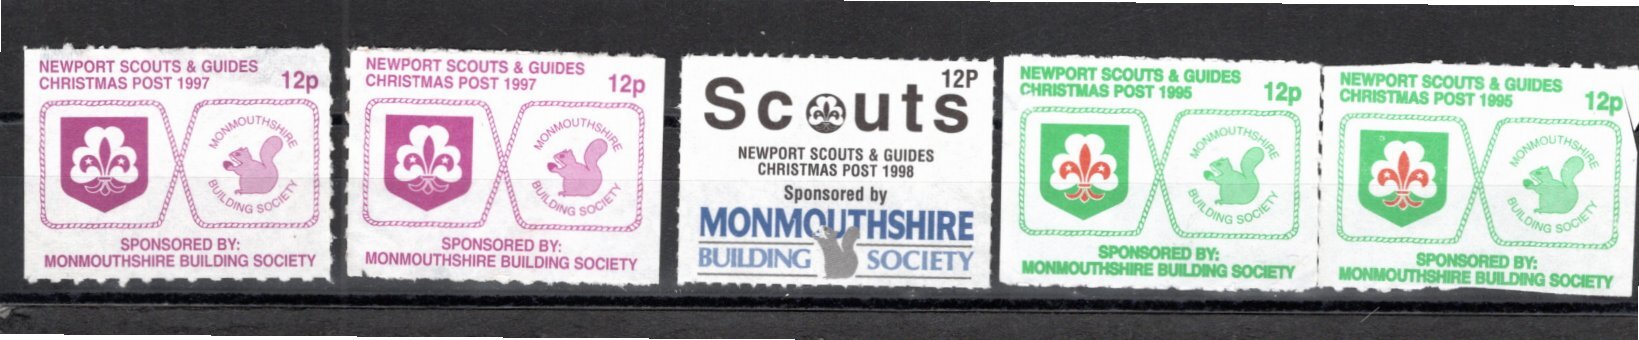 NEWPORT SCOUTS & GUIDES
CHRISTMAS POST 1997
12p
MONMOUTHSHIRE
BUILDING SOCIETY
SPONSORED BY:
MONMOUTHSHIRE BUILDING SOCIETY
NEWPORT SCOUTS & GUIDES
CHRISTMAS POST 1997
12p
MONMOUTHSHIRE
BUILDING SOCIETY
SPONSORED BY:
MONMOUTHSHIRE BUILDING SOCIETY
12P
Scouts
NEWPORT SCOUTS & GUIDES
CHRISTMAS POST 1998
Sponsored by
MONMOUTHSHIRE
BUILDING SOCIETY
NEWPORT SCOUTS & GUIDES
CHRISTMAS POST 1995
12p
MONMOUTHSHIRE
BUILDING SOCIETY
SPONSORED BY:
MONMOUTHSHIRE BUILDING SOCIETY
NEWPORT SCOUTS & GUIDES
CHRISTMAS POST 1995
12p
MONMOUTHSHIRE
BUILDING SOCIETY
SPONSORED BY:
MONMOUTHSHIRE BUILDING SOCIETY